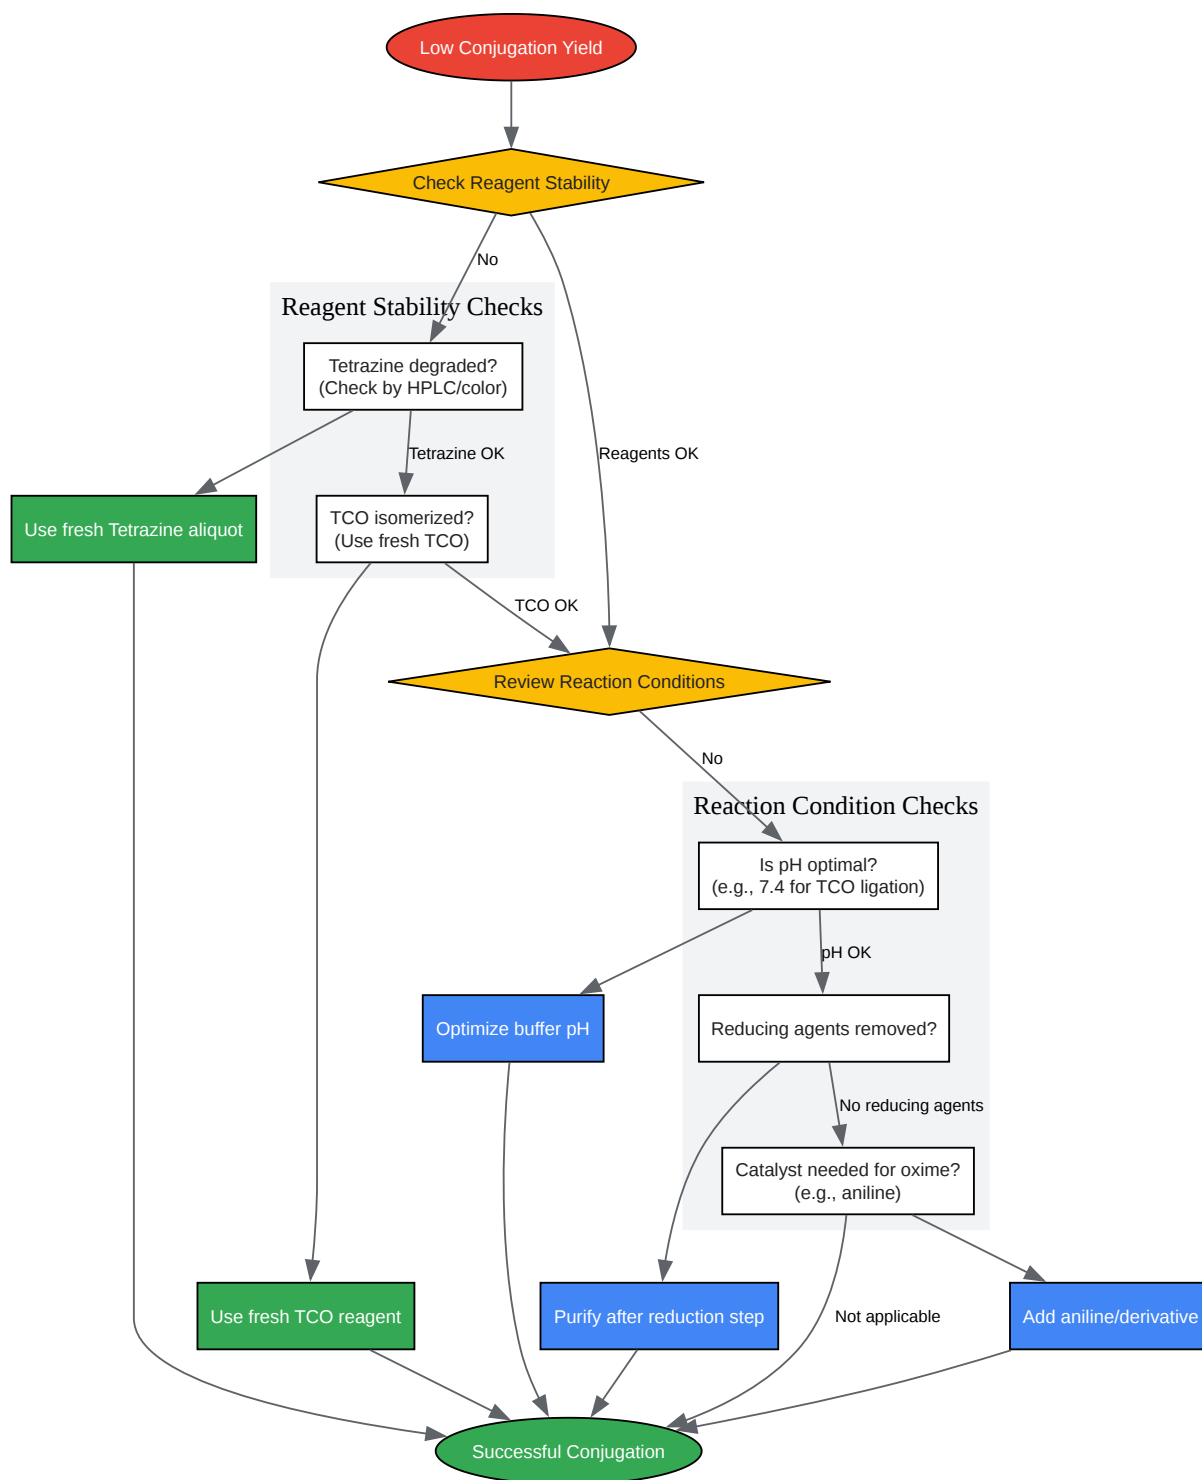 Low Conjugation Yield
Check Reagent Stability
No
Reagent Stability Checks
Tetrazine degraded?
(Check by HPLC/color)
Tetrazine OK
Reagents OK
Use fresh Tetrazine aliquot
TCO isomerized?
(Use fresh TCO)
TCO OK
Review Reaction Conditions
No
Reaction Condition Checks
Is pH optimal?
(e.g., 7.4 for TCO ligation)
pH OK
Optimize buffer pH
Reducing agents removed?
No reducing agents
Catalyst needed for oxime?
(e.g., aniline)
Use fresh TCO reagent
Purify after reduction step
Not applicable
Add aniline/derivative
Successful Conjugation